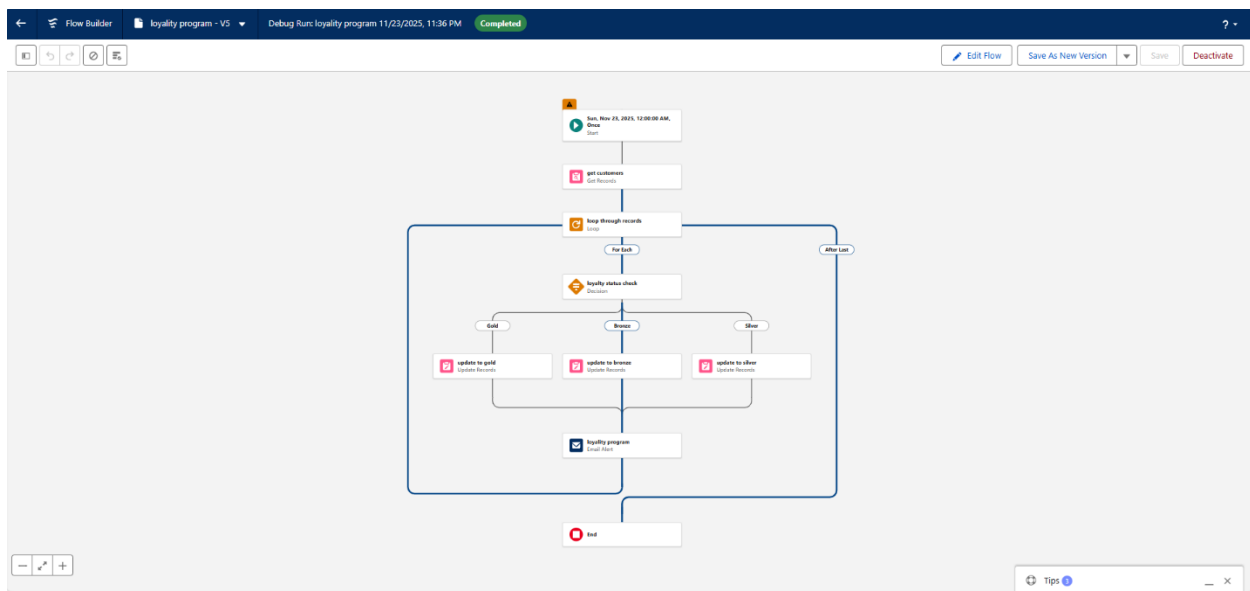 Flow Builder
loyality program - V5
Debug Run: loyality program 11/23/2025, 11:36 PM
Completed
?
Edit Flow
Save As New Version
Save
Deactivate
Sun, Nov 23, 2025, 12:00:00 AM,
Once
Start
get customers
Get Records
loop through records
Loop
For Each
After Last
loyalty status check
Decision
Gold
Bronze
Silver
update to gold
Update Records
update to bronze
Update Records
update to silver
Update Records
loyality program
Email Alert
End
Tips 3